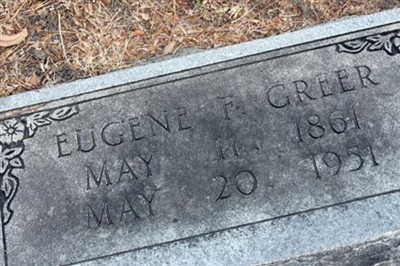 EUGENE F. GREER
MAY 11, 1861
MAY 20, 1951